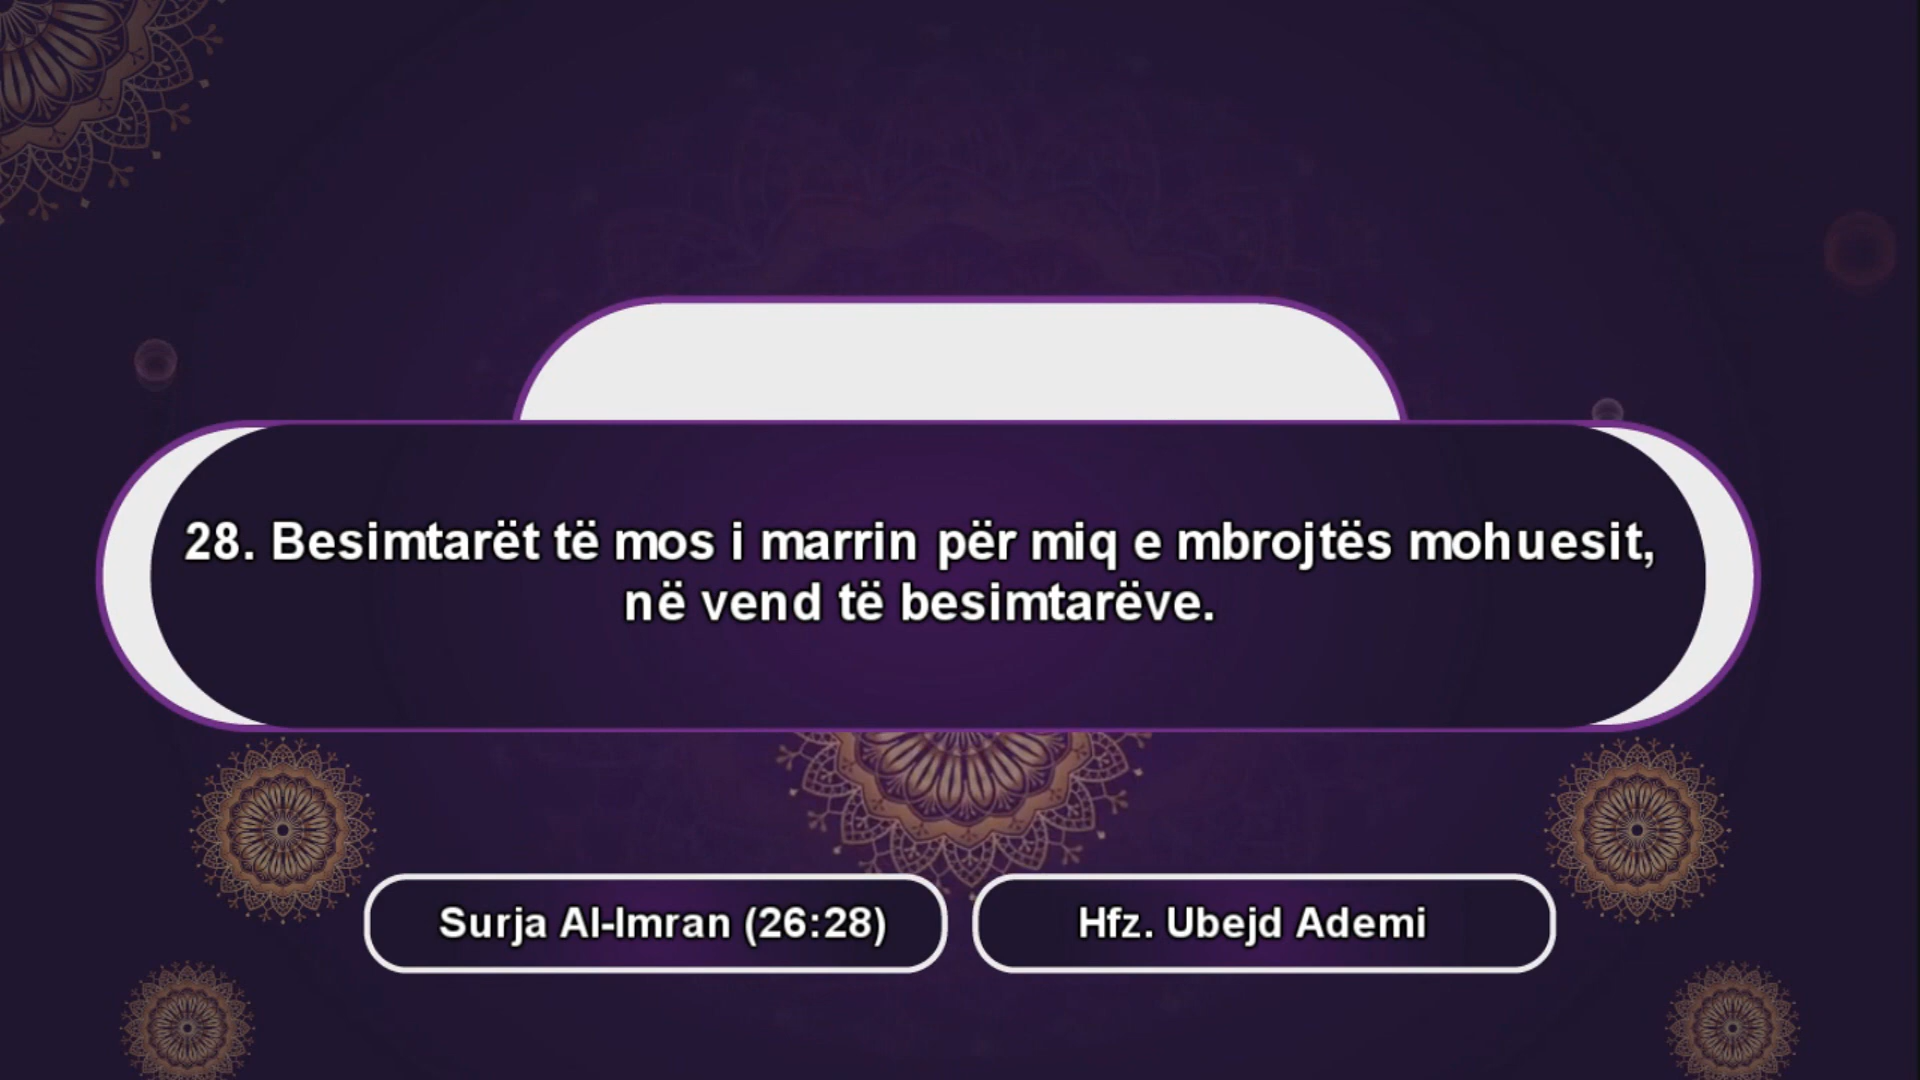 28. Besimtarët të mos i marrin për miq e mbrojtës mohuesit,
në vend të besimtarëve.
Surja Al-Imran (26:28)
Hfz. Ubejd Ademi